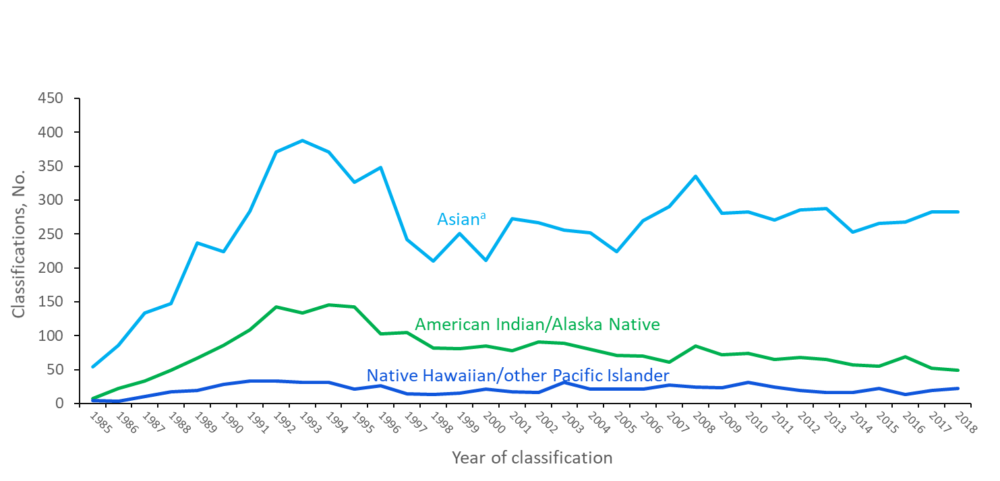 450
400
350
300
250
200
150
100
50
0
Classifications, No.
Asianᵃ
American Indian/Alaska Native
Native Hawaiian/other Pacific Islander
1985 1986 1987 1988 1989 1990 1991 1992 1993 1994 1995 1996 1997 1998 1999 2000 2001 2002 2003 2004 2005 2006 2007 2008 2009 2010 2011 2012 2013 2014 2015 2016 2017 2018
Year of classification